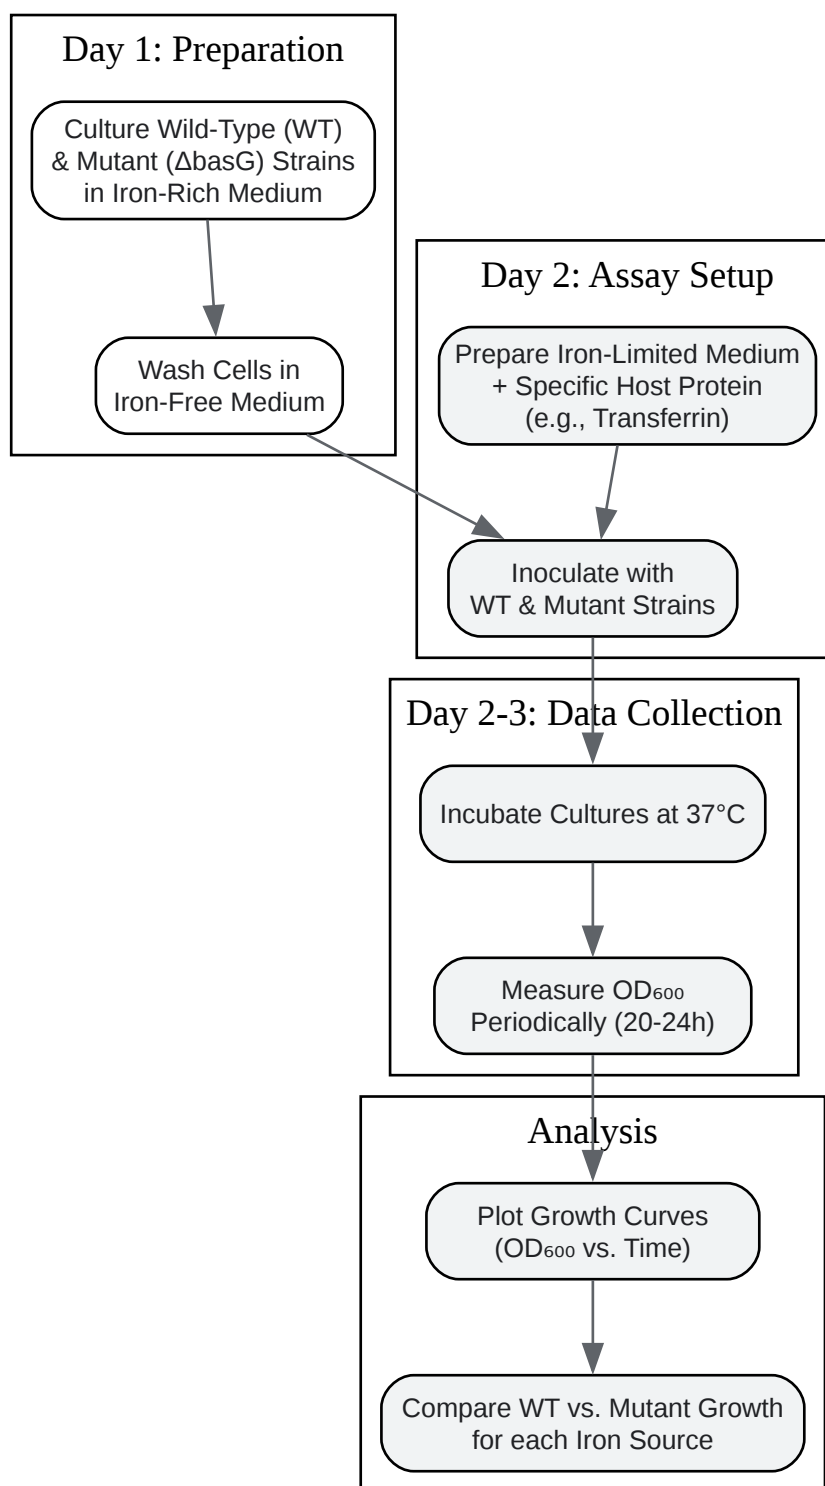 Day 1: Preparation
Culture Wild-Type (WT)
& Mutant (ΔbasG) Strains
in Iron-Rich Medium
Wash Cells in
Iron-Free Medium
Day 2: Assay Setup
Prepare Iron-Limited Medium
+ Specific Host Protein
(e.g., Transferrin)
Inoculate with
WT & Mutant Strains
Day 2-3: Data Collection
Incubate Cultures at 37°C
Measure OD₆₀₀
Periodically (20-24h)
Analysis
Plot Growth Curves
(OD₆₀₀ vs. Time)
Compare WT vs. Mutant Growth
for each Iron Source